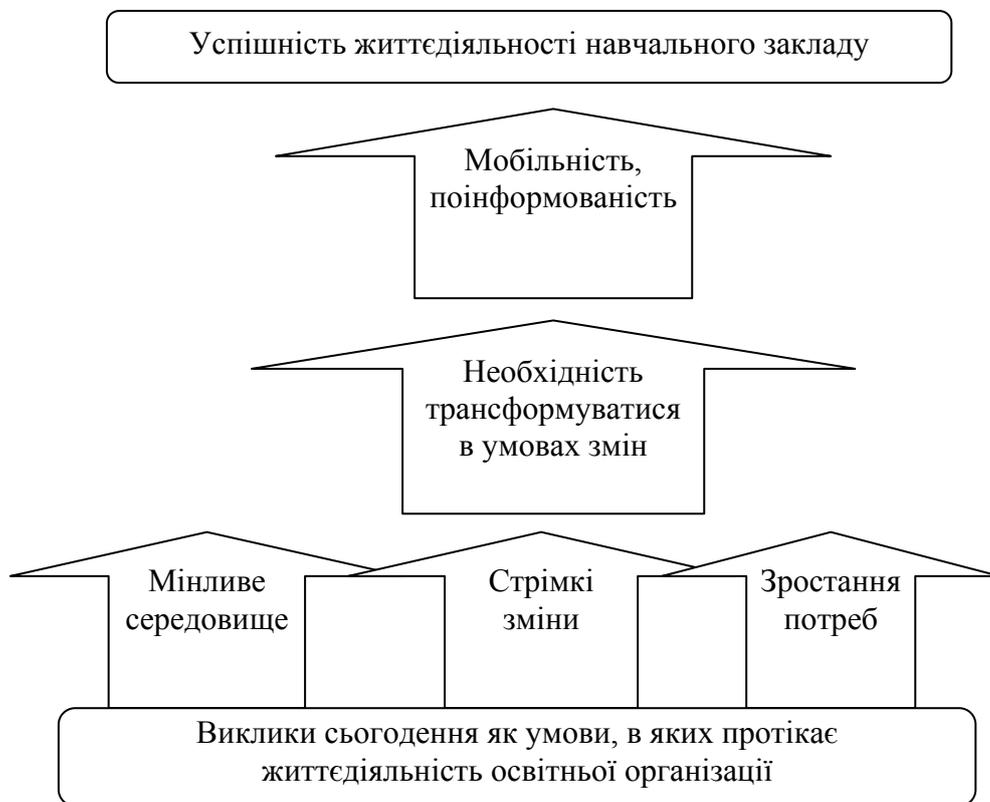 Успішність життєдіяльності навчального закладу
Мобільність,
поінформованість
Необхідність
трансформуватися
в умовах змін
Мінливе
середовище
Стрімкі
зміни
Зростання
потреб
Виклики сьогодення як умови, в яких протікає
життєдіяльність освітньої організації